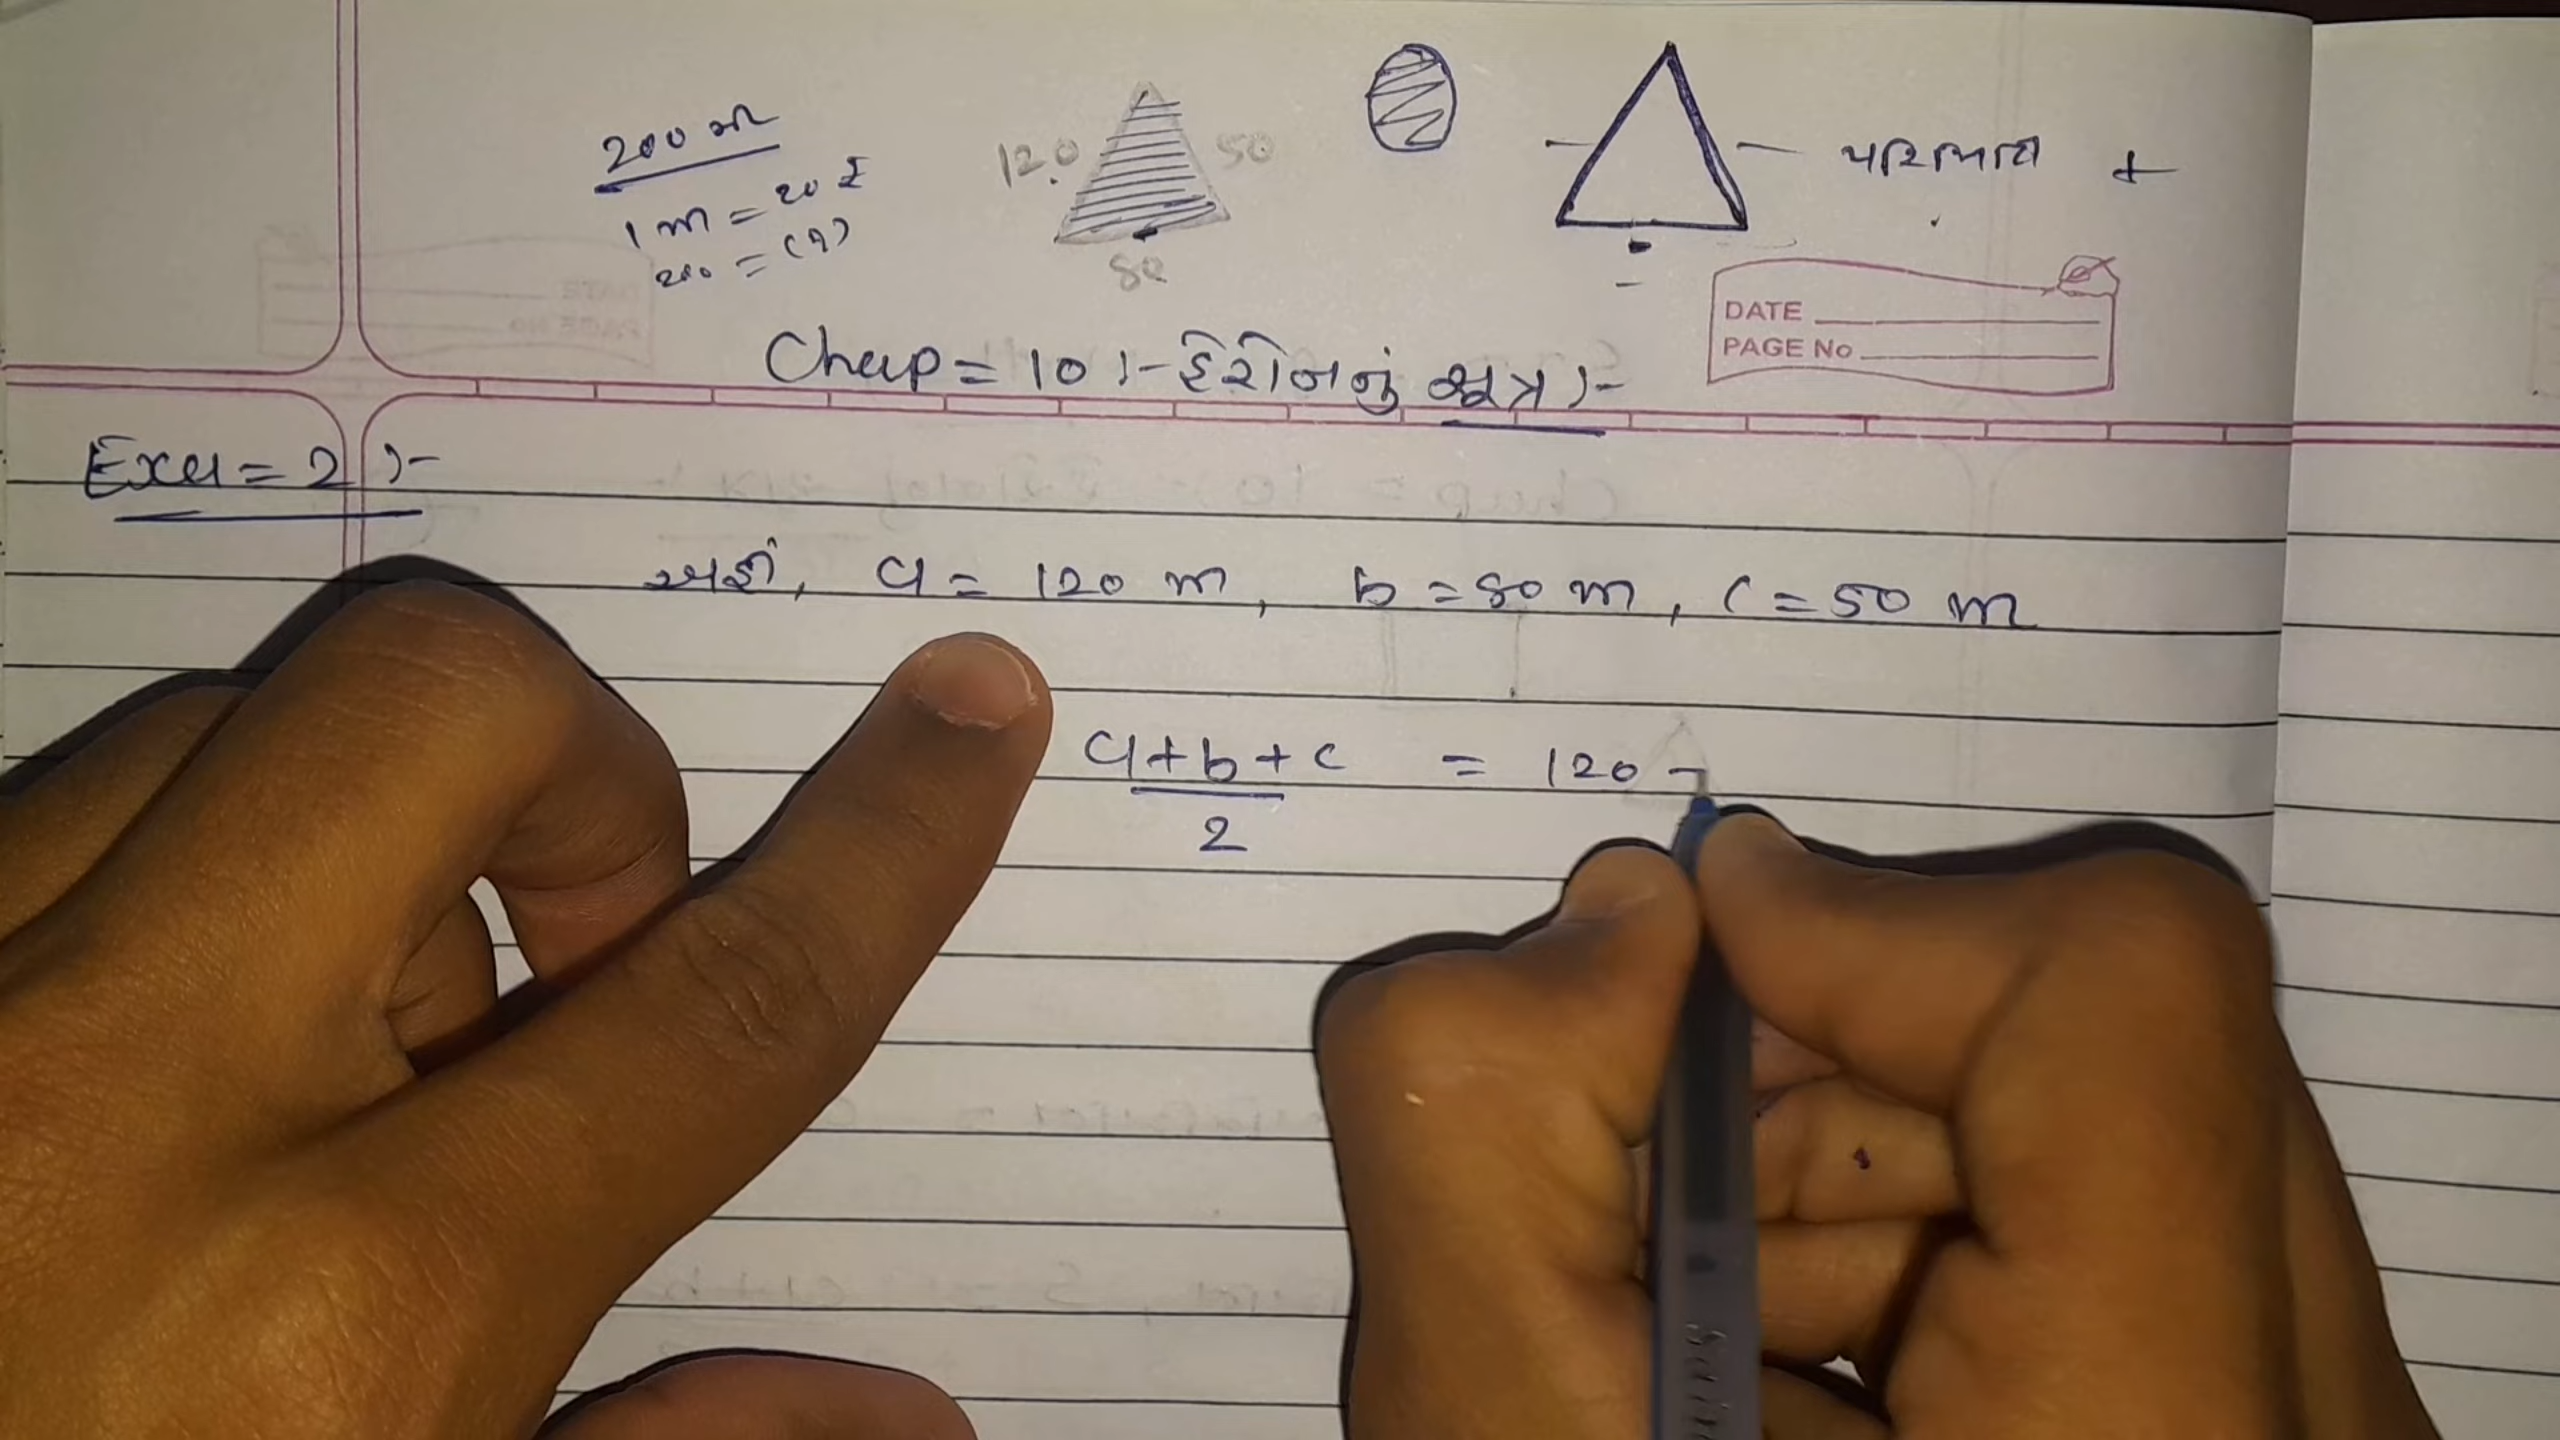 200 મી
1 m = 20 ₹
200 = (?)
120 50
80
પરિમાપ +
DATE
PAGE No
Chap = 10 :- હેરોનનું સૂત્ર :-
Exa = 2 :-
અહીં, a = 120 m, b = 80 m, c = 50 m
a+b+c = 120
2